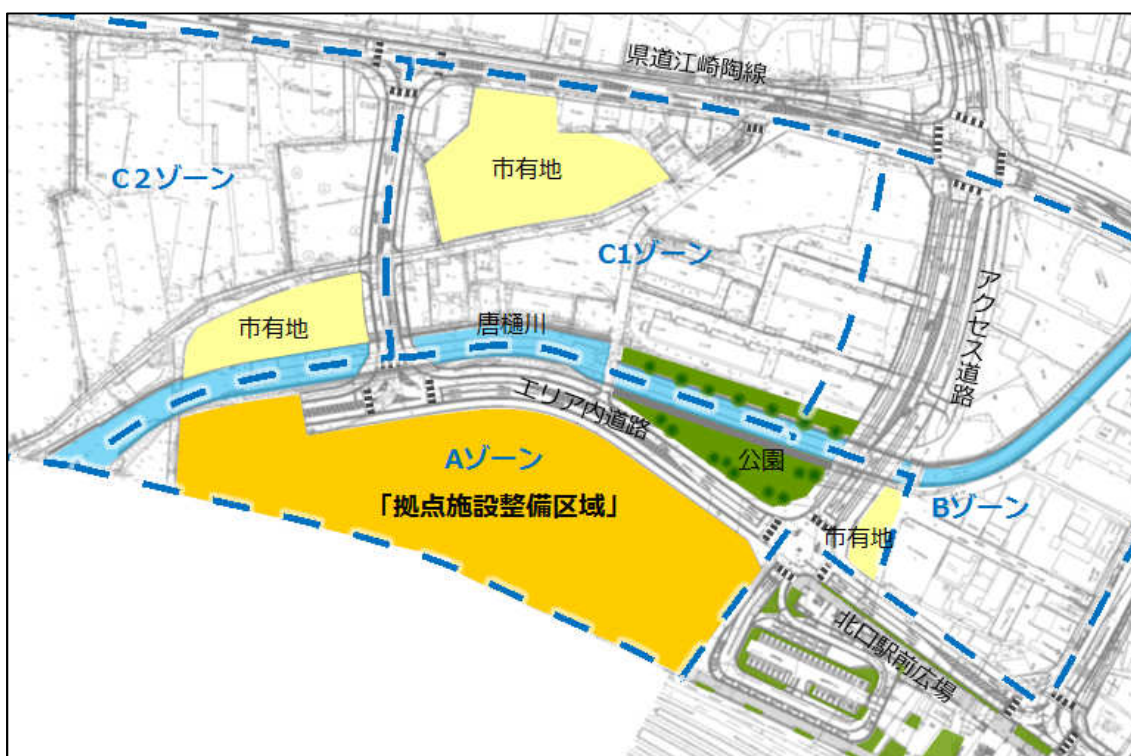 県道江崎陶線
C2ゾーン
市有地
C1ゾーン
アクセス道路
市有地
唐樋川
エリア内道路
Aゾーン
公園
「拠点施設整備区域」
Bゾーン
市有地
北口駅前広場